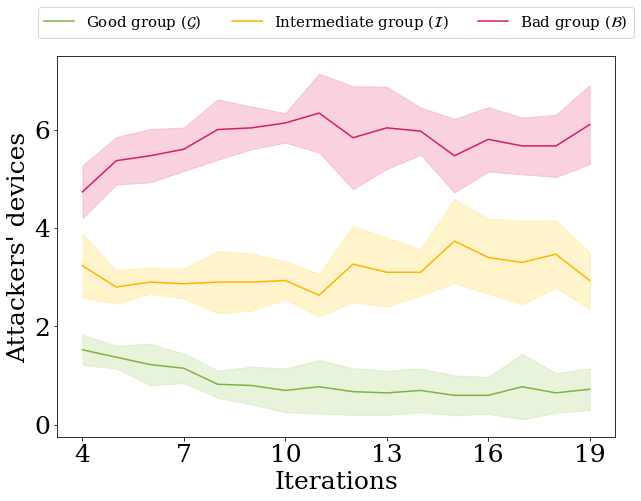 Good group (𝒢) Intermediate group (ℐ) Bad group (ℬ)
Attackers' devices
6
4
2
0
4 7 10 13 16 19
Iterations